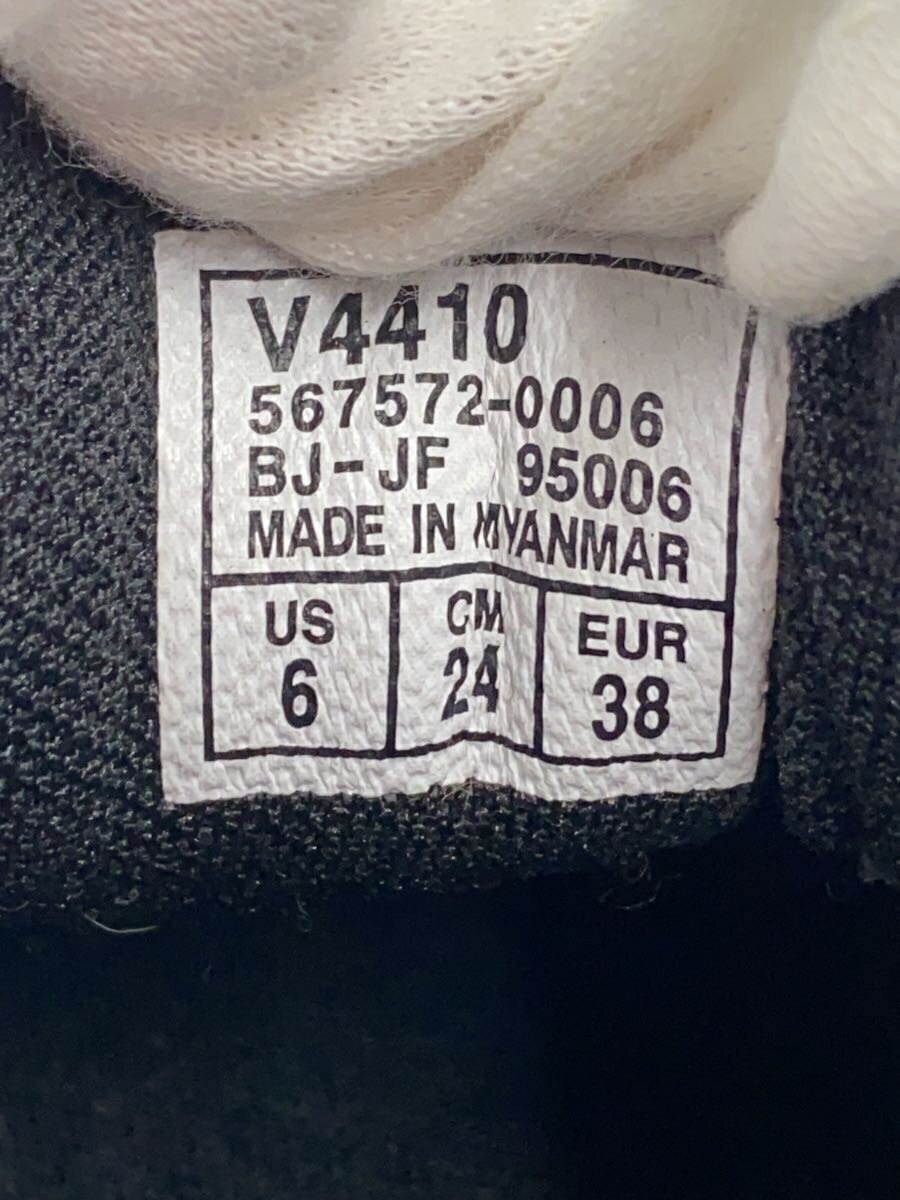 V4410
567572-0006
BJ-JF 95006
MADE IN MYANMAR
US CM EUR
6 24 38